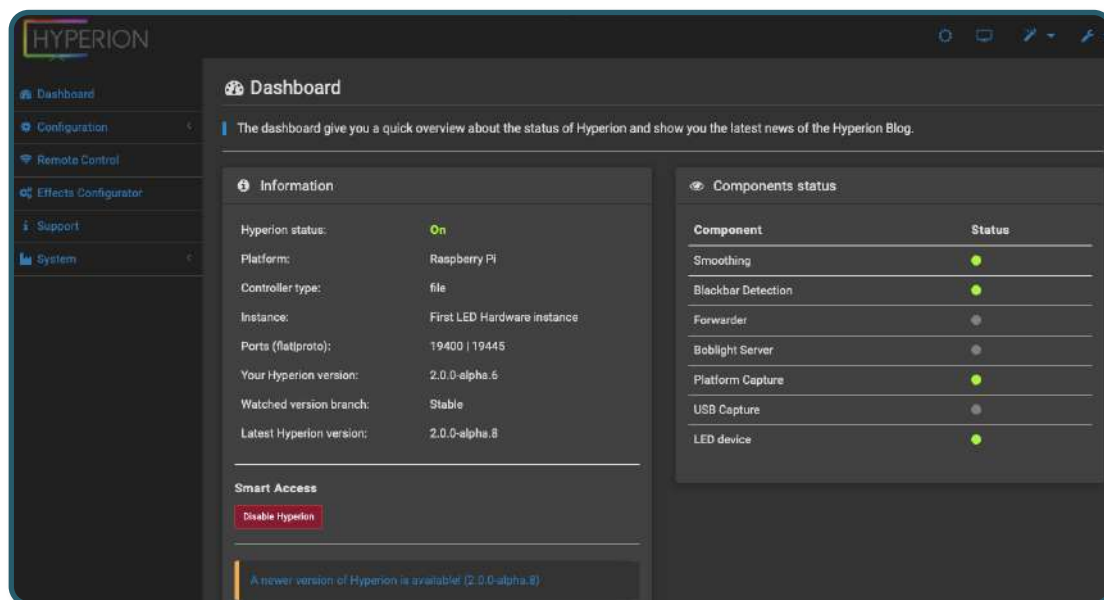 HYPERION
Dashboard
Configuration
Remote Control
Effects Configurator
Support
System
Dashboard
The dashboard give you a quick overview about the status of Hyperion and show you the latest news of the Hyperion Blog.
Information
Hyperion status: On
Platform: Raspberry Pi
Controller type: file
Instance: First LED Hardware instance
Ports (flat|proto): 19400 | 19445
Your Hyperion version: 2.0.0-alpha.6
Watched version branch: Stable
Latest Hyperion version: 2.0.0-alpha.8
Smart Access
Disable Hyperion
A newer version of Hyperion is available! (2.0.0-alpha.8)
Components status
Component Status
Smoothing
Blackbar Detection
Forwarder
Boblight Server
Platform Capture
USB Capture
LED device